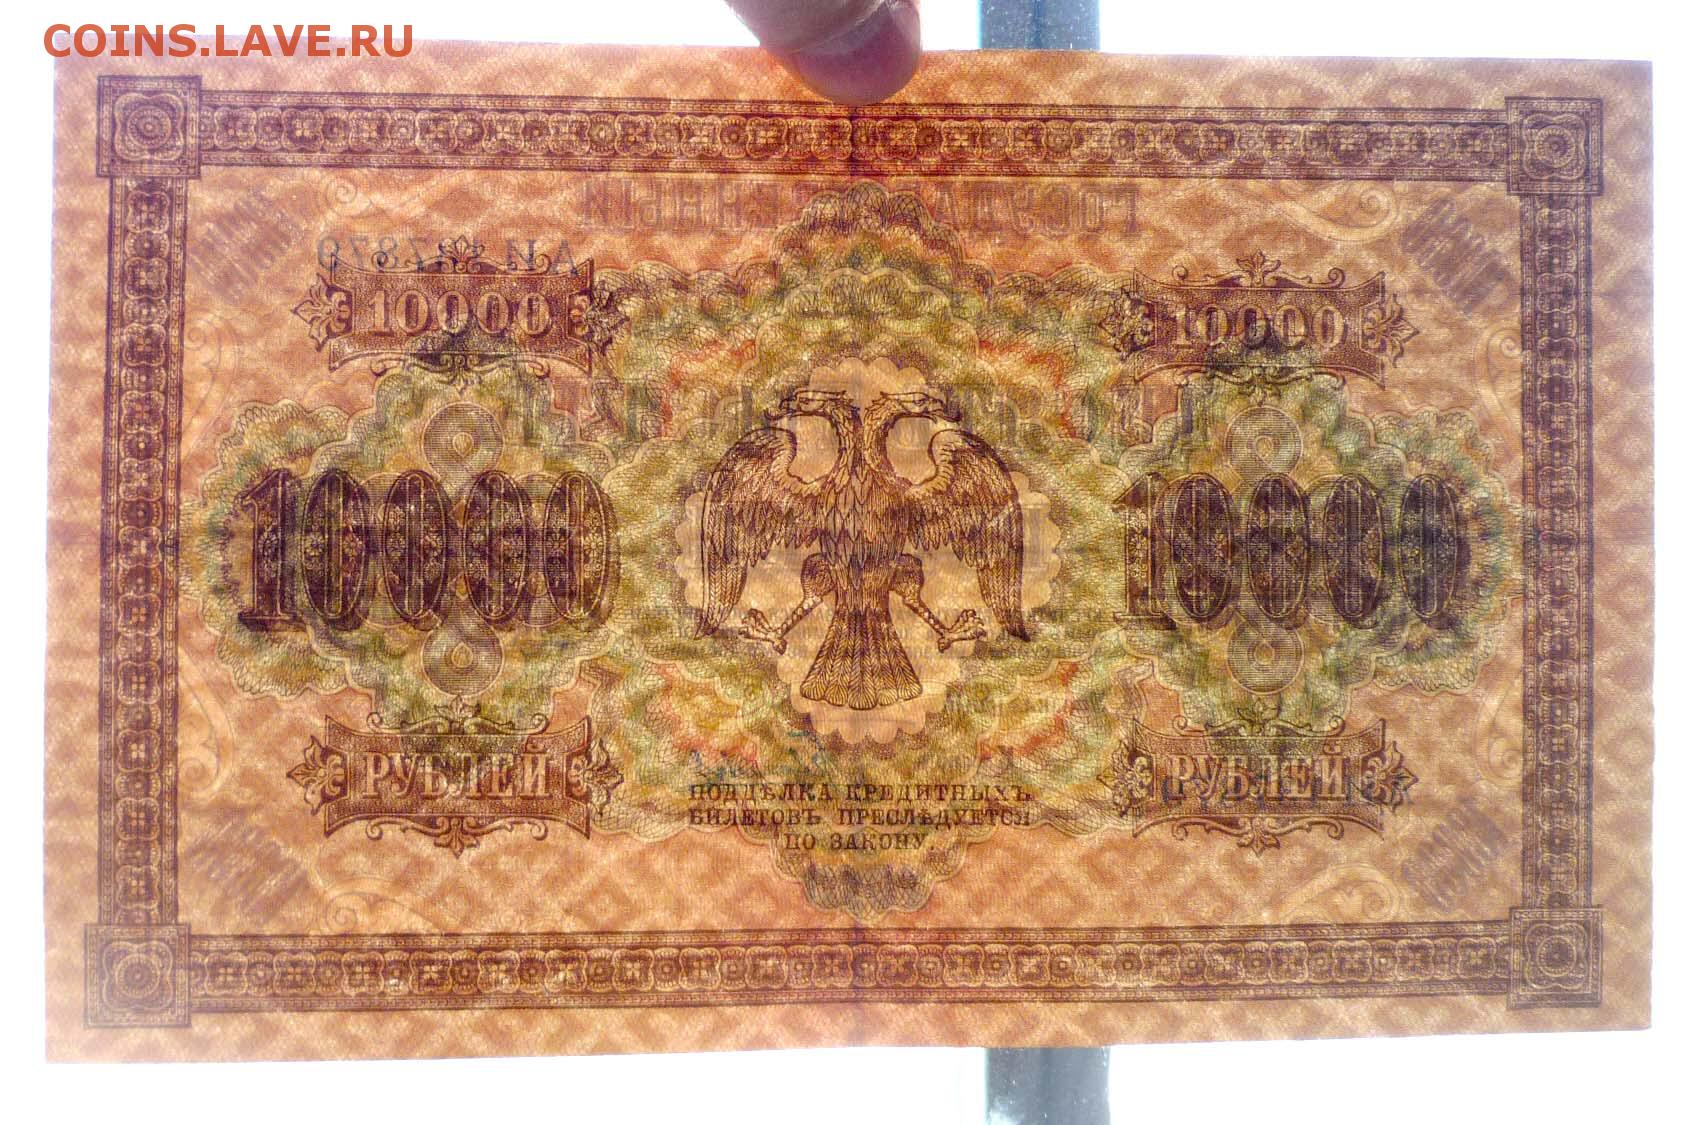 COINS.LAVE.RU
10000 10000
10000 10000
РУБЛЕЙ РУБЛЕЙ
ПОДДѢЛКА КРЕДИТНЫХЪ
БИЛЕТОВЪ ПРЕСЛѢДУЕТСЯ
ПО ЗАКОНУ.